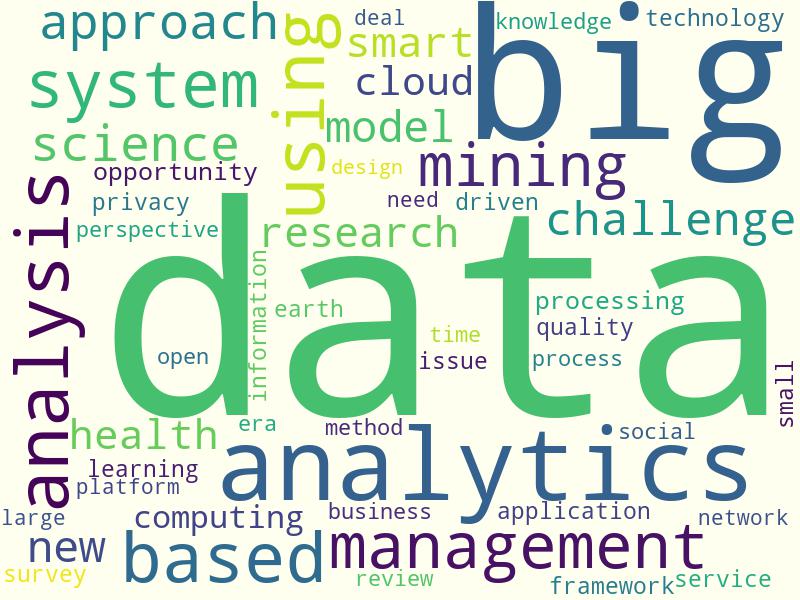 approach
using
deal
knowledge
technology
big
smart
system
cloud
model
science
mining
opportunity
design
privacy
need
driven
challenge
perspective
research
analysis
data
information
earth
processing
time
quality
open
issue
process
small
era
method
social
health
analytics
learning
platform
large
computing
business
application
network
new
based
management
survey
review
framework
service